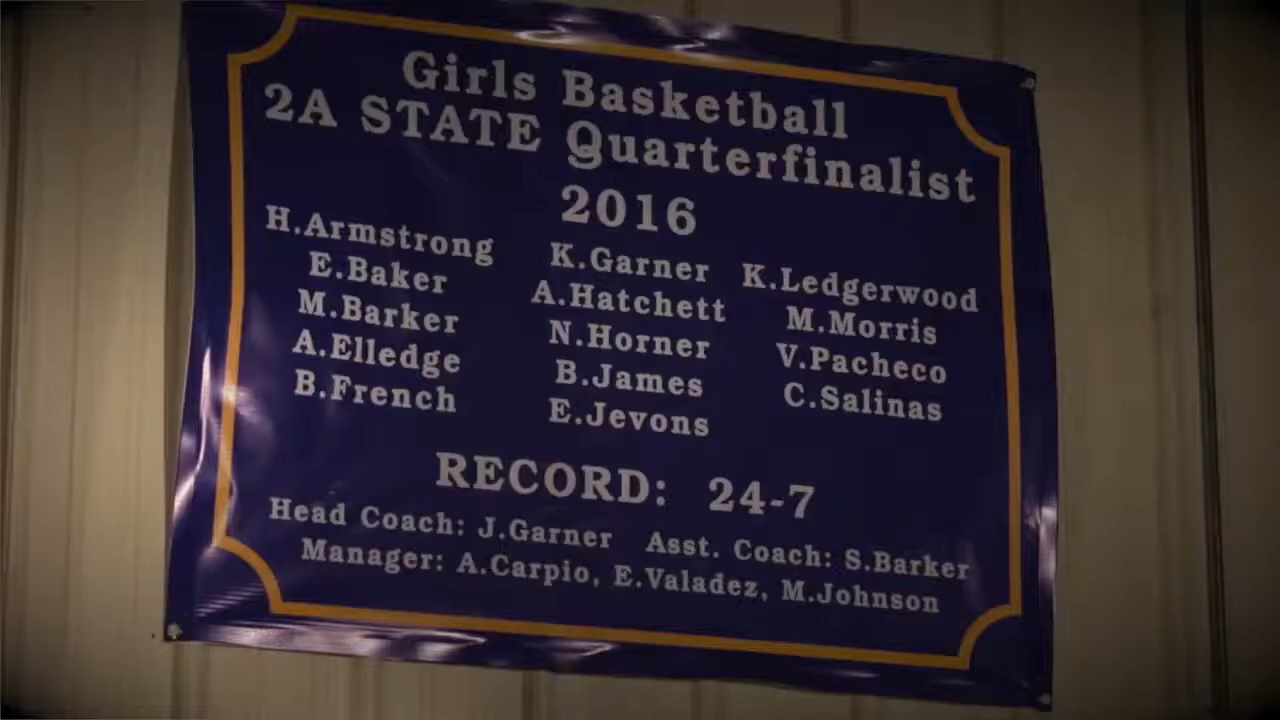 Girls Basketball
2A STATE Quarterfinalist
2016
H.Armstrong
E.Baker
M.Barker
A.Elledge
B.French
K.Garner
A.Hatchett
N.Horner
B.James
E.Jevons
K.Ledgerwood
M.Morris
V.Pacheco
C.Salinas
RECORD: 24-7
Head Coach: J.Garner Asst. Coach: S.Barker
Manager: A.Carpio, E.Valadez, M.Johnson